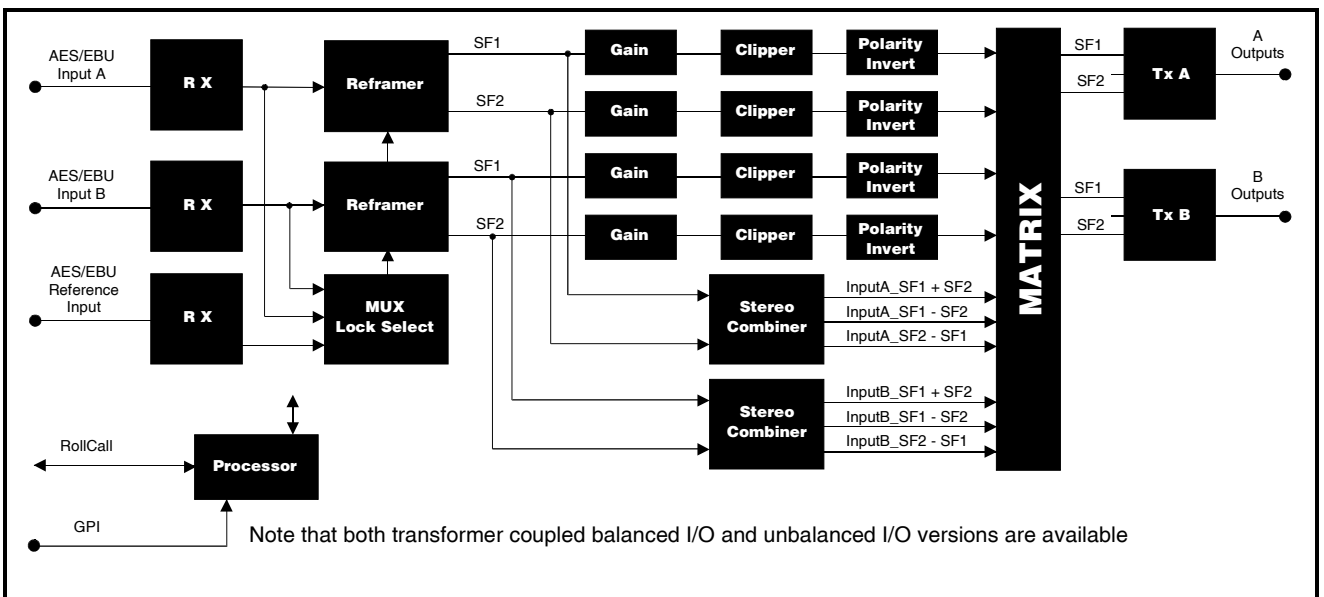 AES/EBU
Input A
R X
Reframer
SF1
SF2
Gain
Clipper
Polarity
Invert
Gain
Clipper
Polarity
Invert
SF1
SF2
Tx A
A
Outputs
AES/EBU
Input B
R X
Reframer
SF1
SF2
Gain
Clipper
Polarity
Invert
Gain
Clipper
Polarity
Invert
MATRIX
SF1
SF2
Tx B
B
Outputs
AES/EBU
Reference
Input
R X
MUX
Lock Select
Stereo
Combiner
InputA_SF1 + SF2
InputA_SF1 - SF2
InputA_SF2 - SF1
Stereo
Combiner
InputB_SF1 + SF2
InputB_SF1 - SF2
InputB_SF2 - SF1
RollCall
Processor
GPI
Note that both transformer coupled balanced I/O and unbalanced I/O versions are available